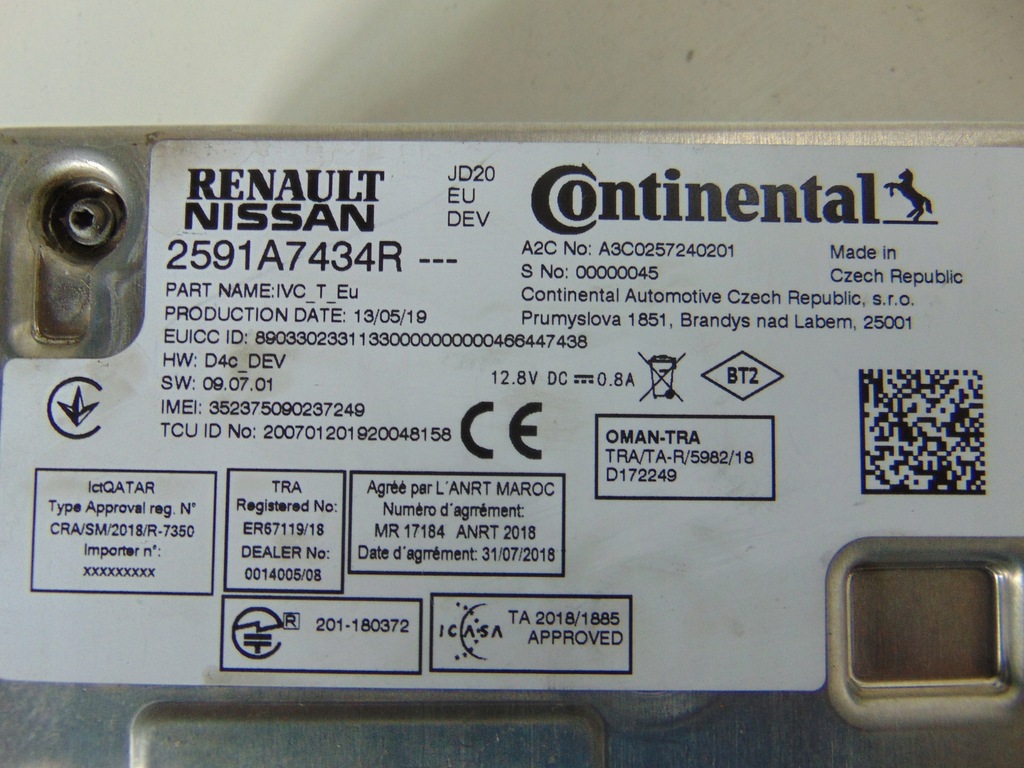 RENAULT
NISSAN
JD20
EU
DEV
Continental
2591A7434R ---
A2C No: A3C0257240201
S No: 00000045
Made in
Czech Republic
Continental Automotive Czech Republic, s.r.o.
Prumyslova 1851, Brandys nad Labem, 25001
PART NAME:IVC_T_Eu
PRODUCTION DATE: 13/05/19
EUICC ID: 89033023311330000000000466447438
HW: D4c_DEV
SW: 09.07.01
IMEI: 352375090237249
TCU ID No: 200701201920048158
12.8V DC 0.8A
BT2
CE
OMAN-TRA
TRA/TA-R/5982/18
D172249
IctQATAR
Type Approval reg. N°
CRA/SM/2018/R-7350
Importer n°:
xxxxxxxxx
TRA
Registered No:
ER67119/18
DEALER No:
0014005/08
Agréé par L´ANRT MAROC
Numéro d´agrrément:
MR 17184 ANRT 2018
Date d´agrrément: 31/07/2018
R 201-180372
ICASA
TA 2018/1885
APPROVED